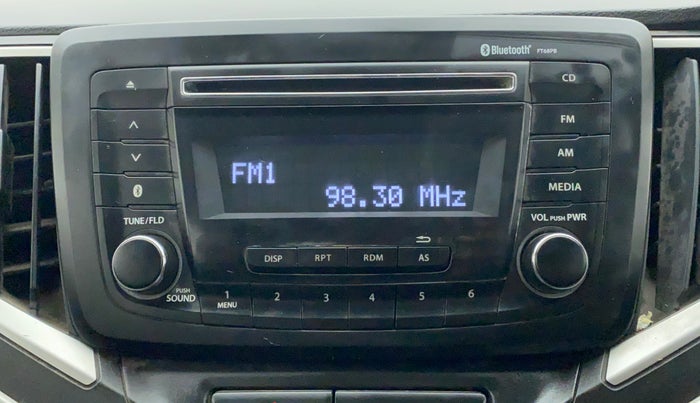 Bluetooth® FT68PB
CD
FM
FM1
98.30 MHz
AM
MEDIA
TUNE/FLD
VOL PUSH PWR
DISP RPT RDM AS
PUSH
SOUND
1 2 3 4 5 6
MENU